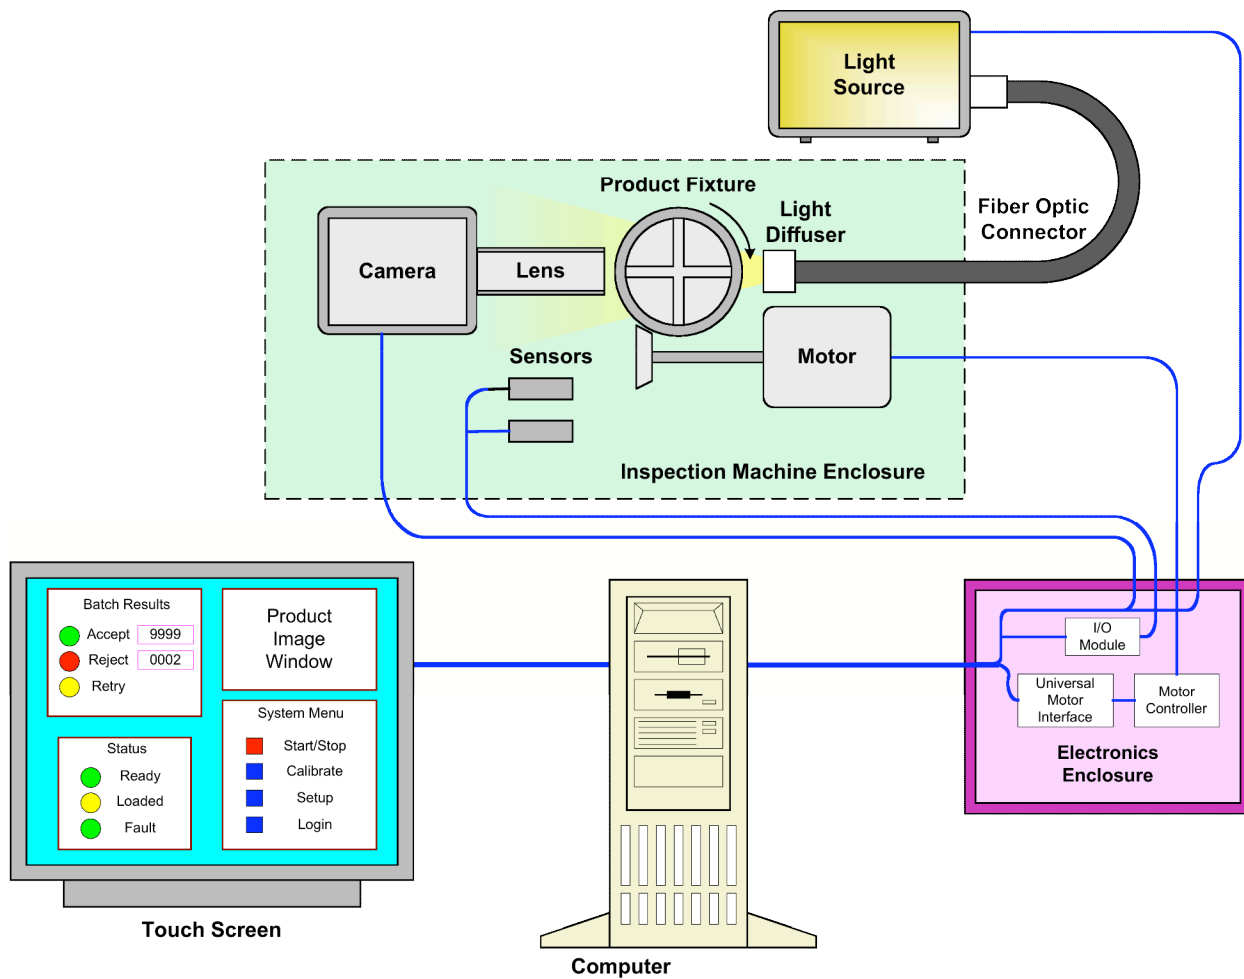 Light
Source
Product Fixture
Light
Diffuser
Fiber Optic
Connector
Camera
Lens
Motor
Sensors
Inspection Machine Enclosure
Batch Results
Accept 9999
Reject 0002
Retry
Product
Image
Window
System Menu
Start/Stop
Calibrate
Setup
Login
Status
Ready
Loaded
Fault
I/O
Module
Universal
Motor
Interface
Motor
Controller
Electronics
Enclosure
Touch Screen
Computer